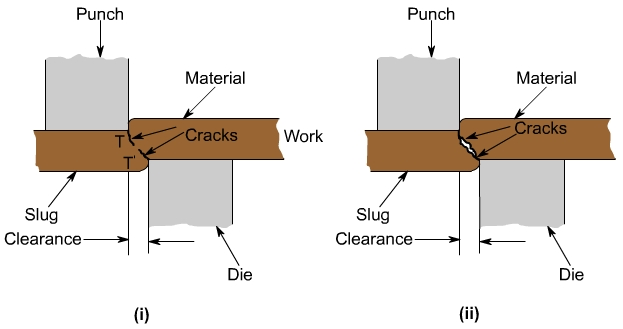 Punch
Material
T
Cracks
Work
T'
Slug
Clearance
Die
(i)
Punch
Material
Cracks
Slug
Clearance
Die
(ii)